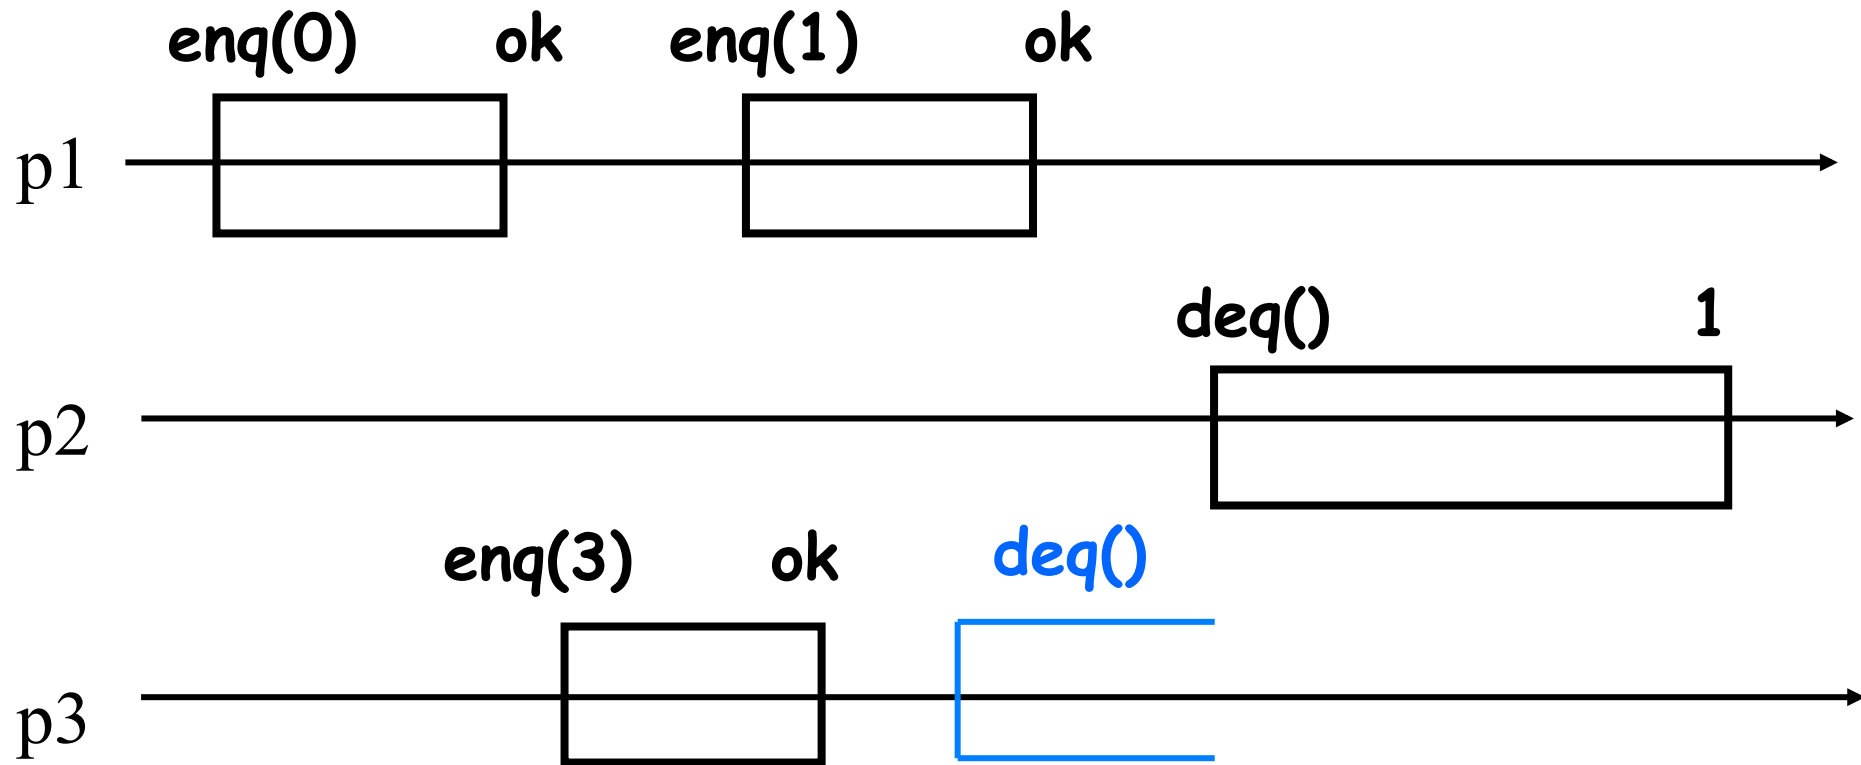 enq(0) ok enq(1) ok
p1
deq() 1
p2
enq(3) ok deq()
p3